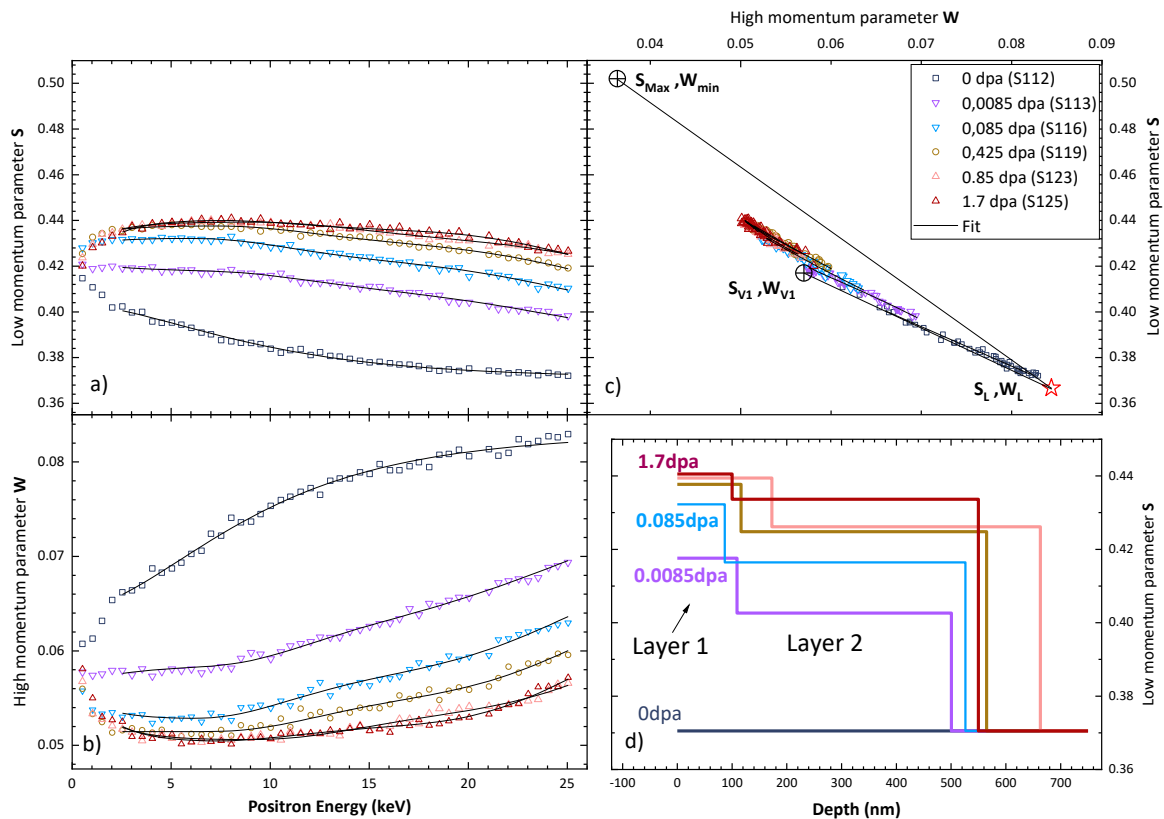 High momentum parameter W
0.04 0.05 0.06 0.07 0.08 0.09
0.50
0.48
0.46
0.44
0.42
0.40
0.38
0.36
Low momentum parameter S
a)
S_Max ,W_min
0 dpa (S112)
0,0085 dpa (S113)
0,085 dpa (S116)
0,425 dpa (S119)
0.85 dpa (S123)
1.7 dpa (S125)
Fit
S_V1 ,W_V1
S_L ,W_L
c)
0.50
0.48
0.46
0.44
0.42
0.40
0.38
0.36
Low momentum parameter S
0.08
0.07
0.06
0.05
High momentum parameter W
b)
0 5 10 15 20 25
Positron Energy (keV)
1.7dpa
0.085dpa
0.0085dpa
Layer 1
Layer 2
0dpa
d)
0.44
0.42
0.40
0.38
0.36
Low momentum parameter S
-100 0 100 200 300 400 500 600 700
Depth (nm)